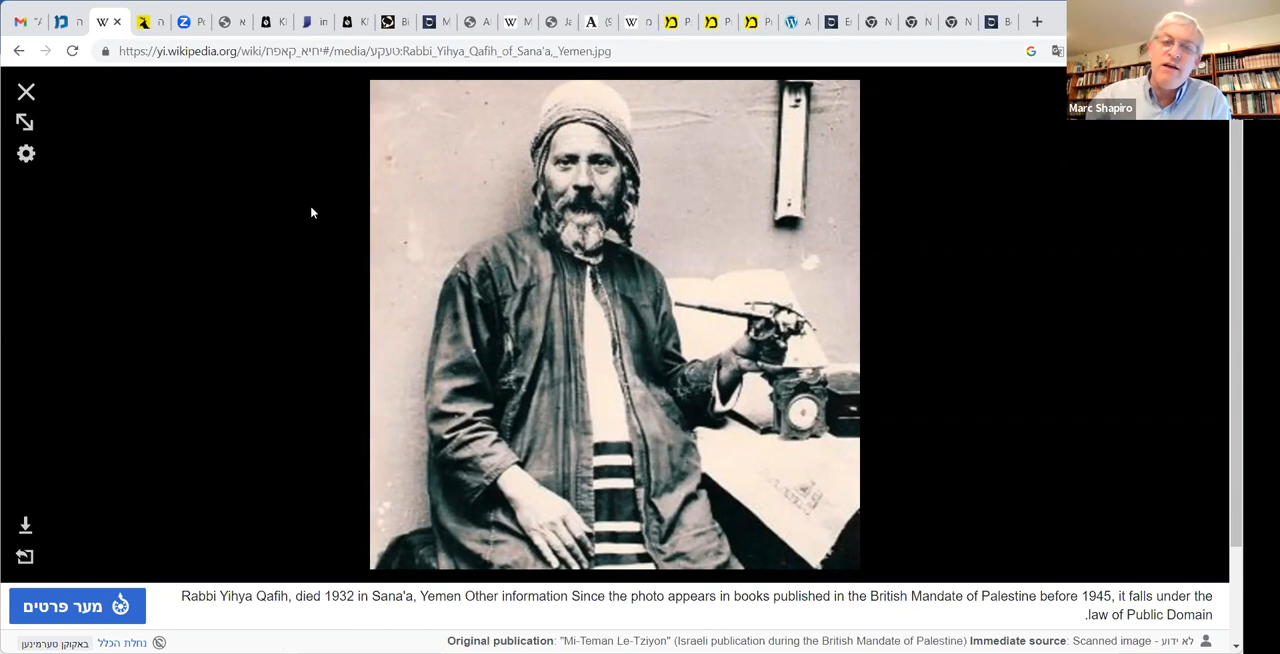 https://yi.wikipedia.org/wiki/יחיא_קאפח#/media/טעקע:Rabbi_Yihya_Qafih_of_Sana'a,_Yemen.jpg
Marc Shapiro
Rabbi Yihya Qafih, died 1932 in Sana'a, Yemen Other information Since the photo appears in books published in the British Mandate of Palestine before 1945, it falls under the
law of Public Domain.
מער פרטים
Original publication: "Mi-Teman Le-Tziyon" (Israeli publication during the British Mandate of Palestine) Immediate source: Scanned image - לא ידוע
נחלת הכלל
באקוקן טערמינען